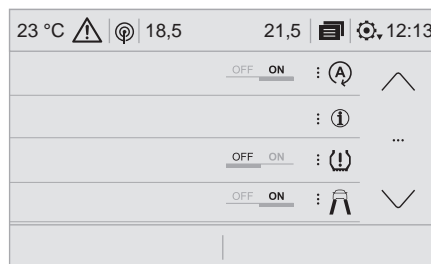 23 °C 18,5 21,5 12:13
OFF ON : A
: i
OFF ON : (!)
OFF ON :
...